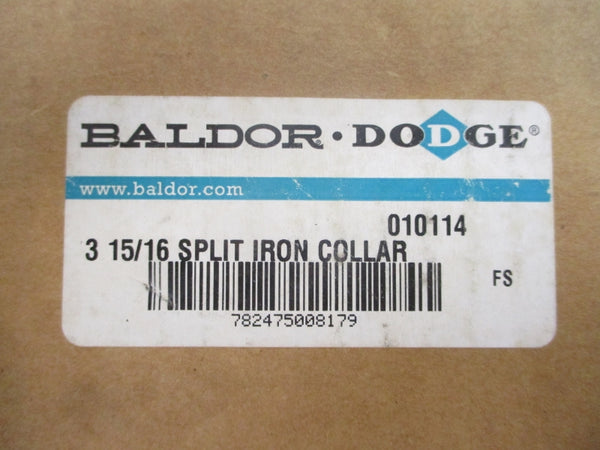 BALDOR · DODGE®
www.baldor.com
010114
3 15/16 SPLIT IRON COLLAR
FS
782475008179